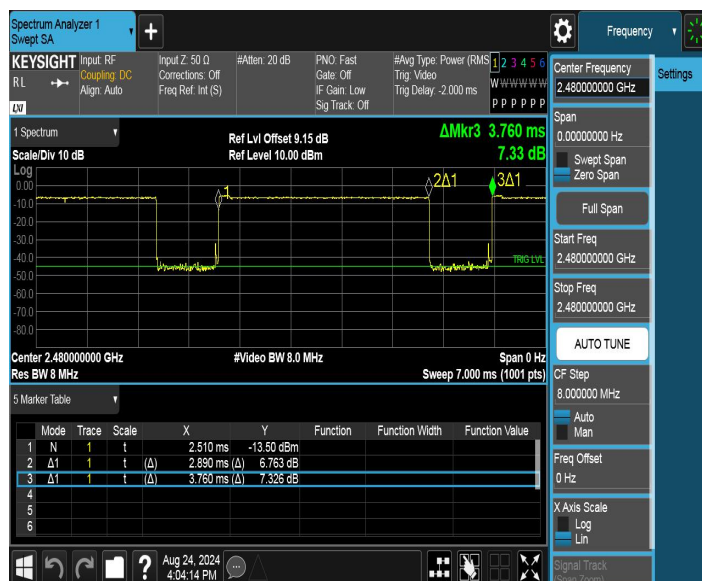 Spectrum Analyzer 1
Swept SA
+
Frequency
KEYSIGHT
RL
LXI
Input: RF
Coupling: DC
Align: Auto
Input Z: 50 Ω
Corrections: Off
Freq Ref: Int (S)
#Atten: 20 dB
PNO: Fast
Gate: Off
IF Gain: Low
Sig Track: Off
#Avg Type: Power (RMS
Trig: Video
Trig Delay: -2.000 ms
1 2 3 4 5 6
W W W W W W
P P P P P P
Center Frequency
2.480000000 GHz
Settings
Span
0.00000000 Hz
Swept Span
Zero Span
Full Span
Start Freq
2.480000000 GHz
Stop Freq
2.480000000 GHz
AUTO TUNE
CF Step
8.000000 MHz
Auto
Man
Freq Offset
0 Hz
X Axis Scale
Log
Lin
Signal Track
(Span Zoom)
1 Spectrum
Scale/Div 10 dB
Ref Lvl Offset 9.15 dB
Ref Level 10.00 dBm
ΔMkr3 3.760 ms
7.33 dB
Log
0.00
-10.0
-20.0
-30.0
-40.0
-50.0
-60.0
-70.0
-80.0
1
2Δ1
3Δ1
TRIG LVL
Center 2.480000000 GHz
#Video BW 8.0 MHz
Span 0 Hz
Res BW 8 MHz
Sweep 7.000 ms (1001 pts)
5 Marker Table
Mode Trace Scale X Y Function Function Width Function Value
1 N 1 t 2.510 ms -13.50 dBm
2 Δ1 1 t (Δ) 2.890 ms (Δ) 6.763 dB
3 Δ1 1 t (Δ) 3.760 ms (Δ) 7.326 dB
4
5
6
?
Aug 24, 2024
4:04:14 PM